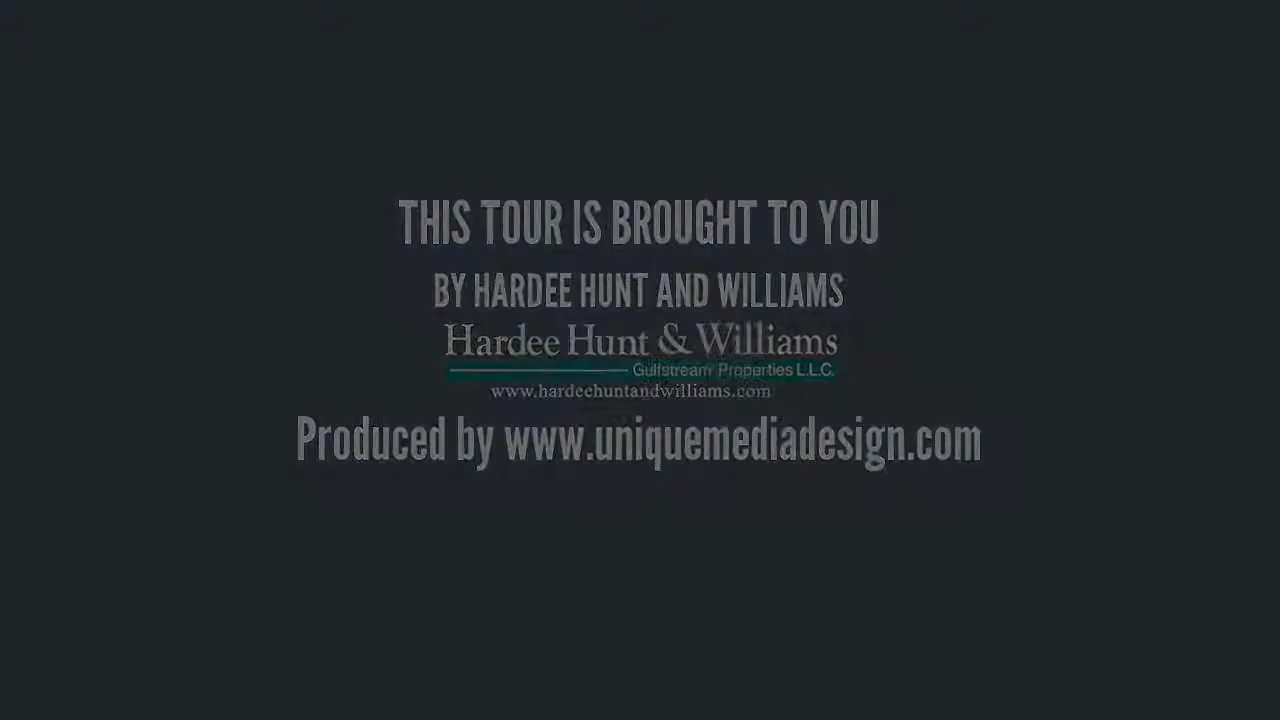 THIS TOUR IS BROUGHT TO YOU
BY HARDEE HUNT AND WILLIAMS
Hardee Hunt & Williams
Gulfstream Properties L.L.C.
www.hardeehuntandwilliams.com
Produced by www.uniquemediadesign.com